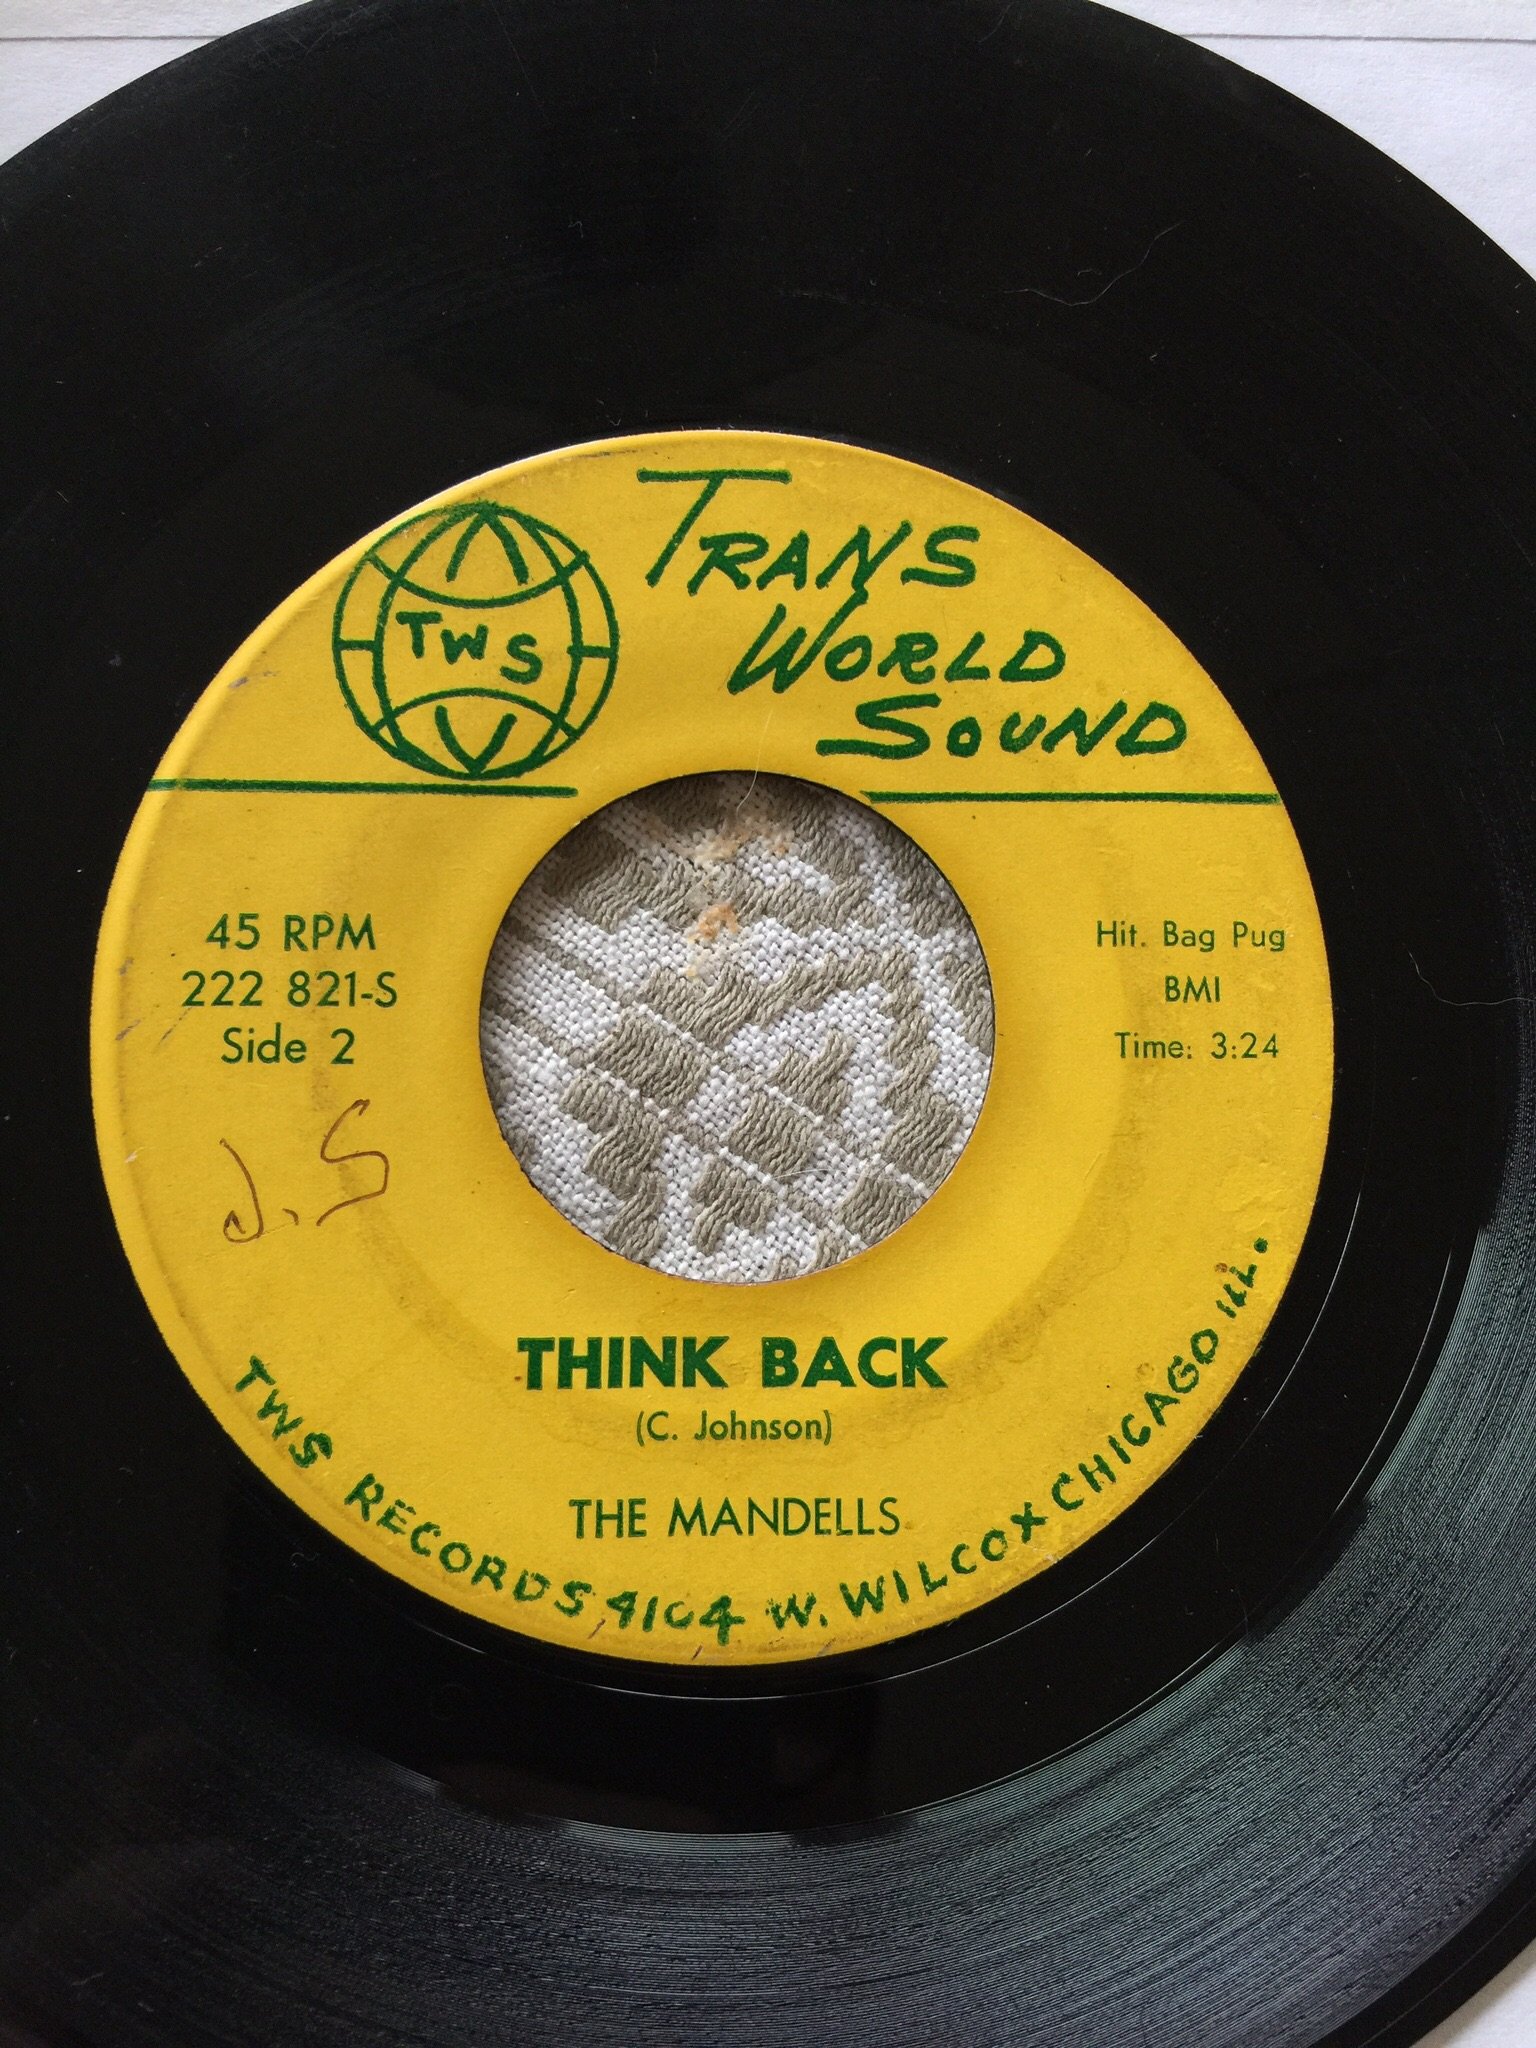 TWS
TRANS
WORLD
SOUND
45 RPM
222 821-S
Side 2
Hit. Bag Pug
BMI
Time: 3:24
J.S
THINK BACK
(C. Johnson)
THE MANDELLS
TWS RECORDS 4104 W. WILCOX CHICAGO ILL.